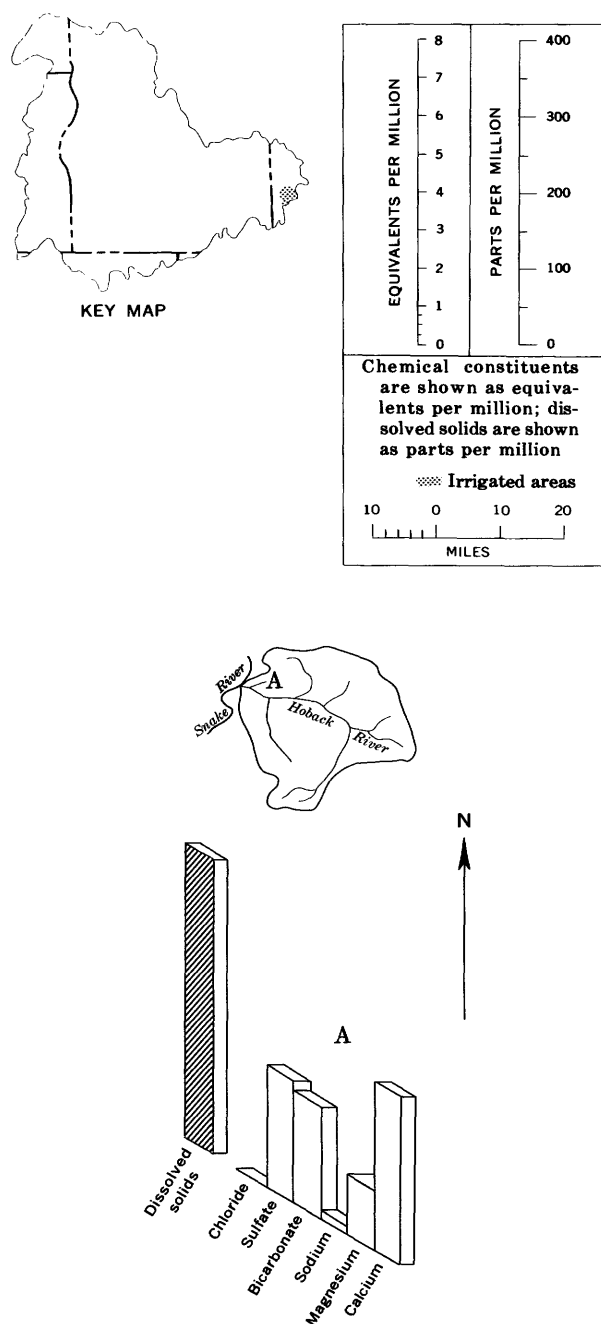 KEY MAP
EQUIVALENTS PER MILLION
8
7
6
5
4
3
2
1
0
PARTS PER MILLION
400
300
200
100
0
Chemical constituents
are shown as equiva-
lents per million; dis-
solved solids are shown
as parts per million
Irrigated areas
10 0 10 20
MILES
Snake River
A
Hoback River
N
A
Dissolved
solids
Chloride
Sulfate
Bicarbonate
Sodium
Magnesium
Calcium